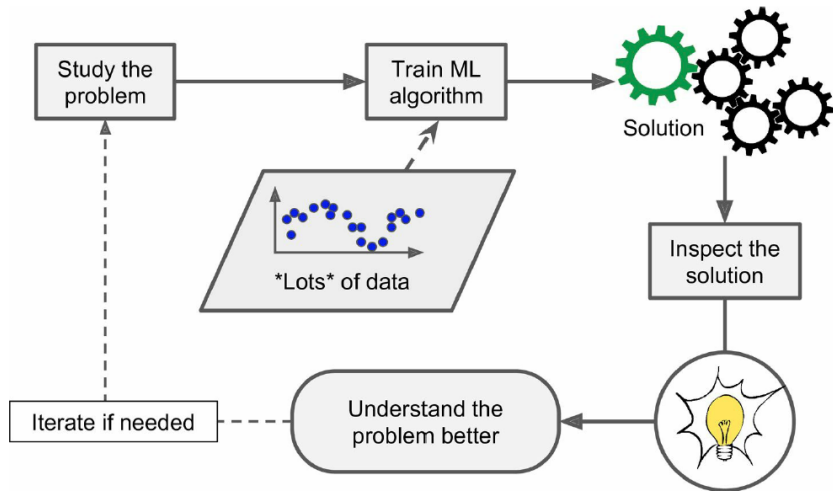 Study the
problem
Train ML
algorithm
Solution
*Lots* of data
Inspect the
solution
Understand the
problem better
Iterate if needed